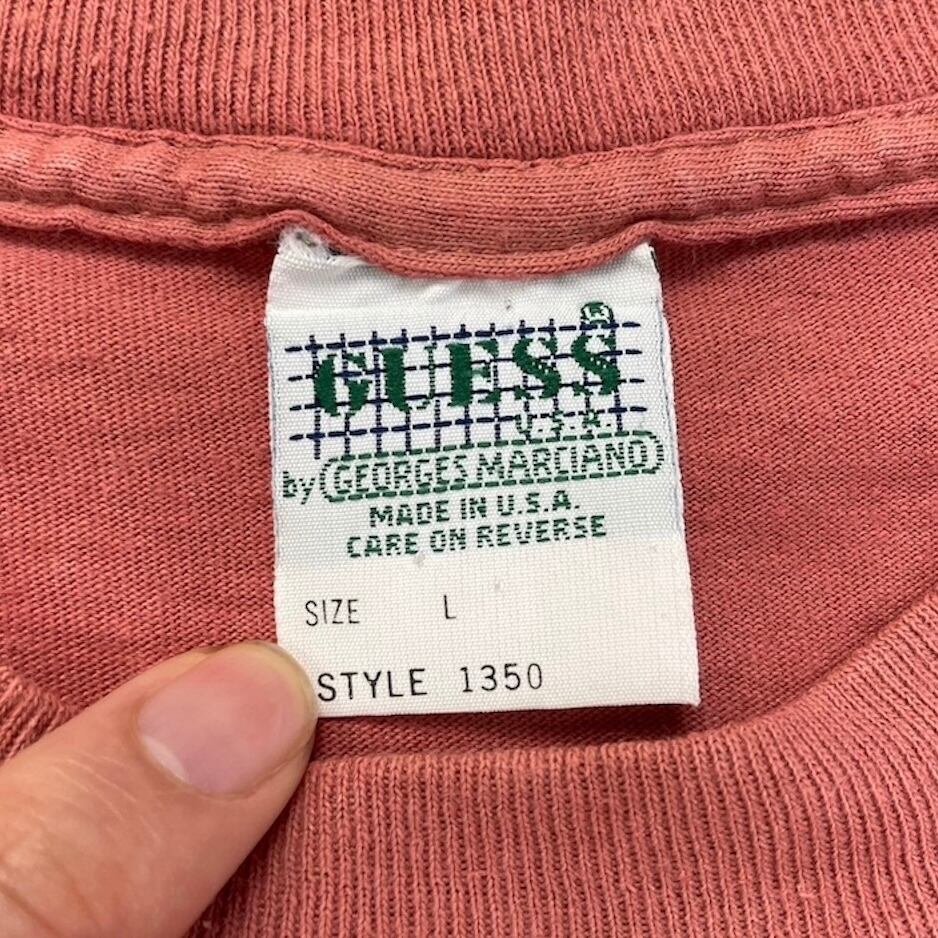 GUESS®
U.S.A.
by GEORGES MARCIANO
MADE IN U.S.A.
CARE ON REVERSE
SIZE L
STYLE 1350